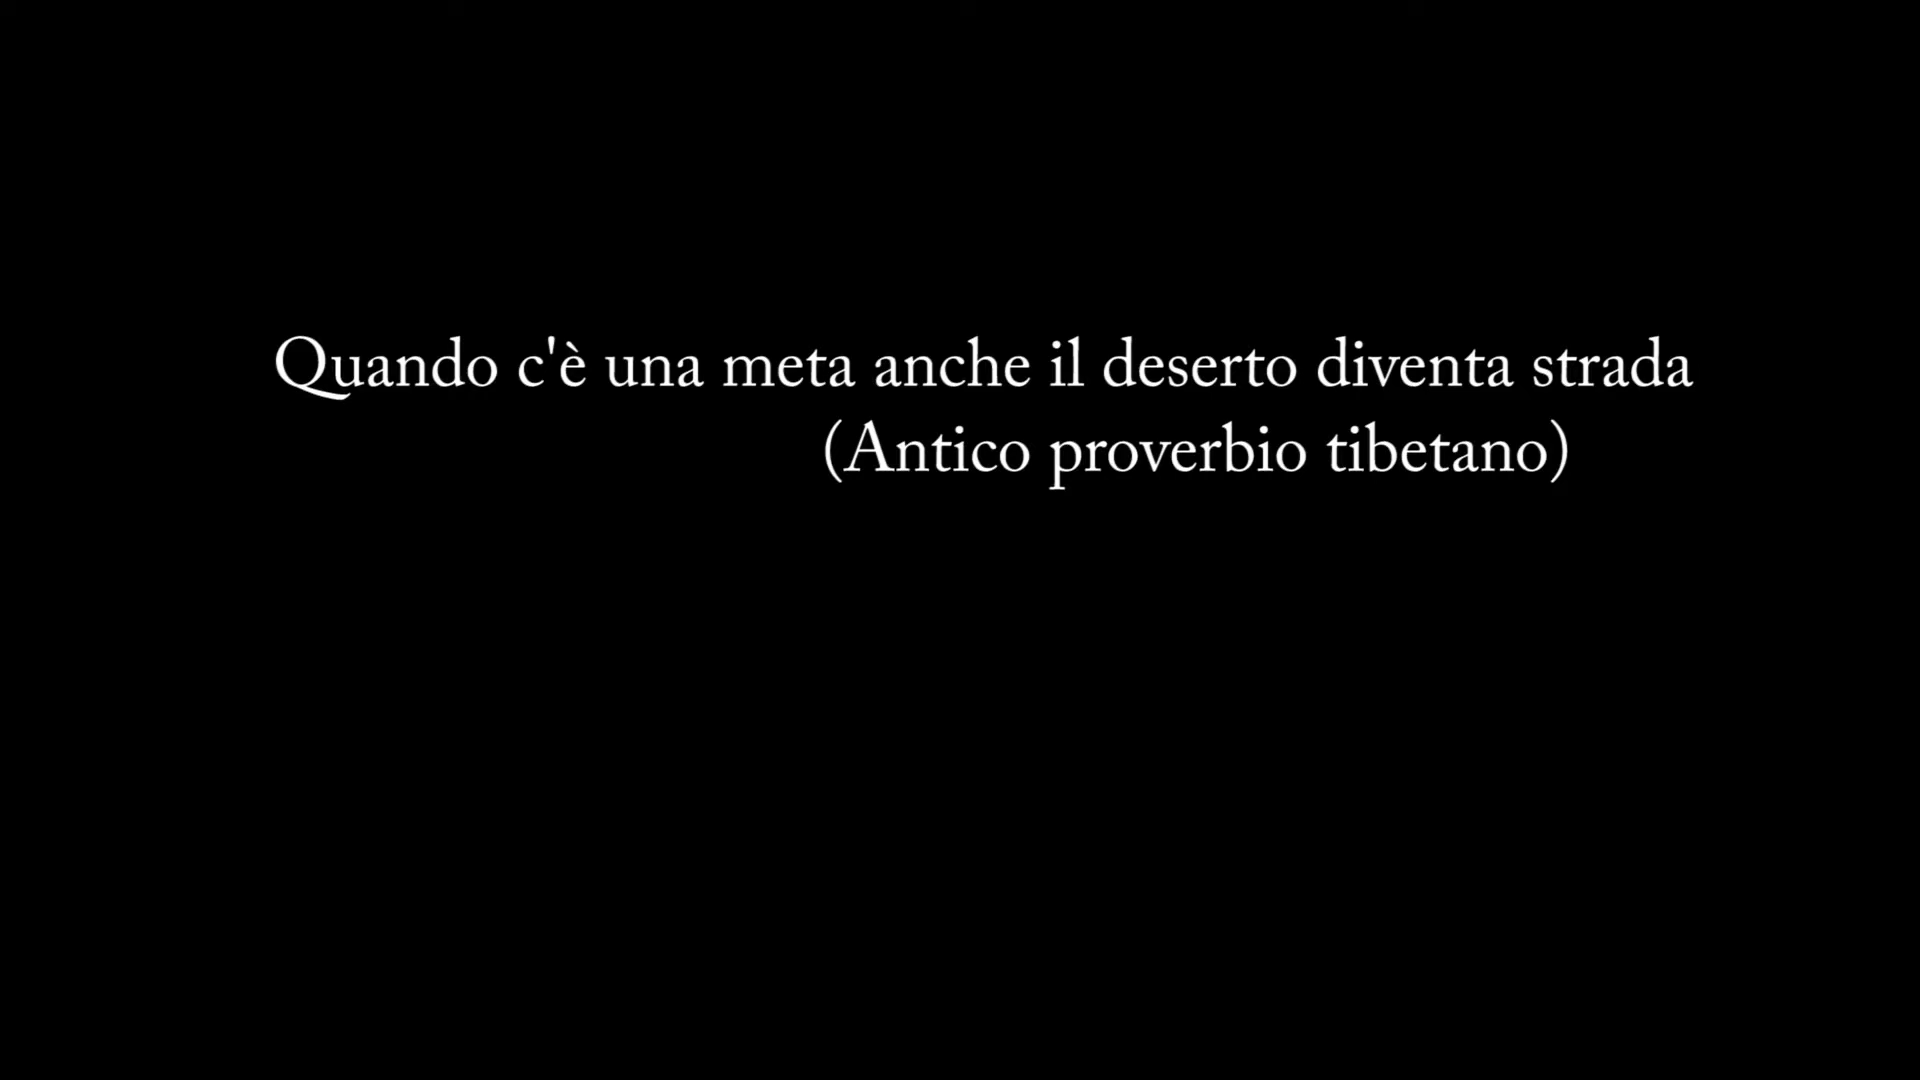 Quando c'è una meta anche il deserto diventa strada
(Antico proverbio tibetano)